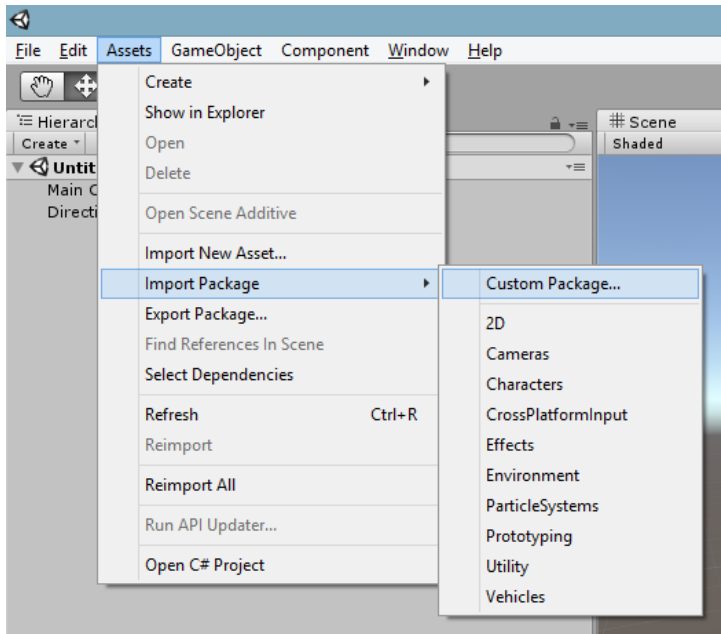 File Edit Assets GameObject Component Window Help
Hierarcl
Create
Untit
Main C
Directi
Create
Show in Explorer
Open
Delete
Open Scene Additive
Import New Asset...
Import Package
Export Package...
Find References In Scene
Select Dependencies
Refresh Ctrl+R
Reimport
Reimport All
Run API Updater...
Open C# Project
Custom Package...
2D
Cameras
Characters
CrossPlatformInput
Effects
Environment
ParticleSystems
Prototyping
Utility
Vehicles
Scene
Shaded